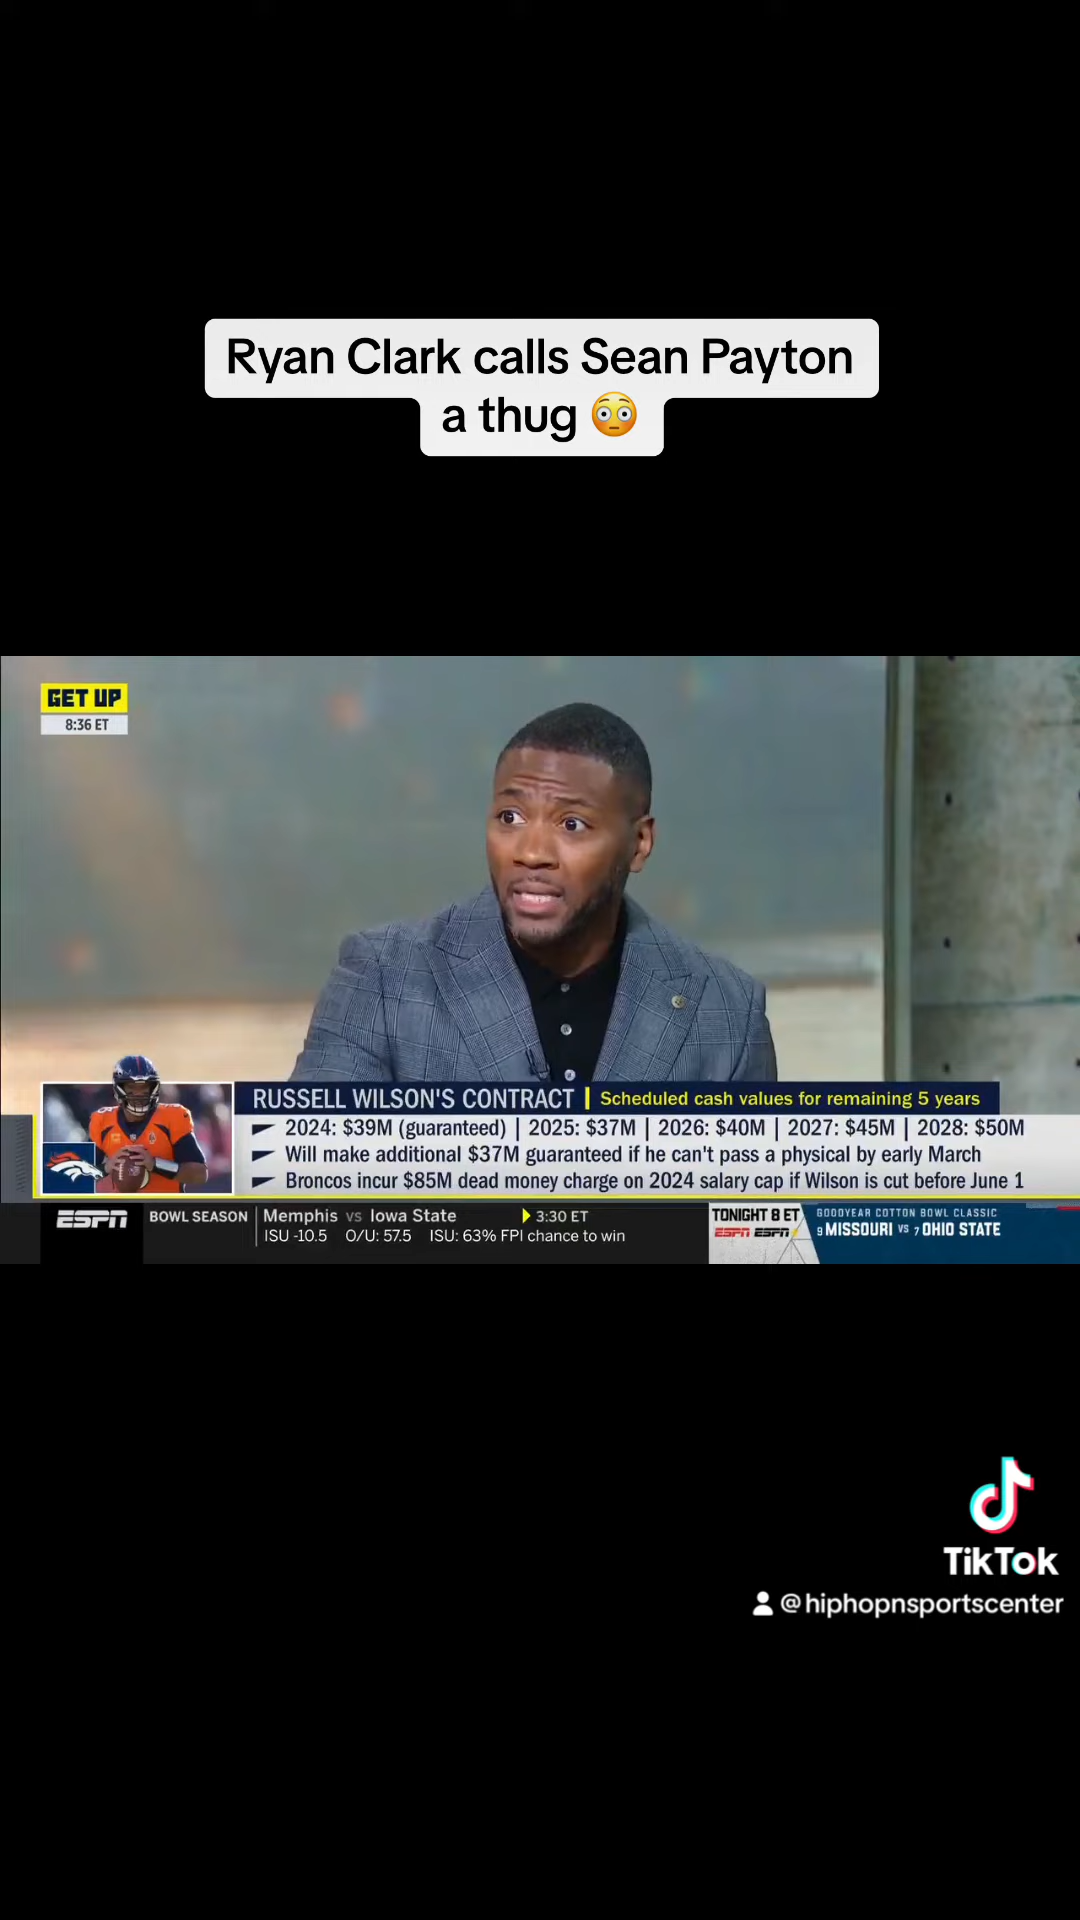 Ryan Clark calls Sean Payton
a thug 😳
GET UP
8:36 ET
RUSSELL WILSON'S CONTRACT | Scheduled cash values for remaining 5 years
2024: $39M (guaranteed) | 2025: $37M | 2026: $40M | 2027: $45M | 2028: $50M
Will make additional $37M guaranteed if he can't pass a physical by early March
Broncos incur $85M dead money charge on 2024 salary cap if Wilson is cut before June 1
ESPN
BOWL SEASON
Memphis vs Iowa State 3:30 ET
ISU -10.5 O/U: 57.5 ISU: 63% FPI chance to win
TONIGHT 8 ET
ESPN ESPN
GOODYEAR COTTON BOWL CLASSIC
9 MISSOURI VS 7 OHIO STATE
TikTok
@hiphopnsportscenter